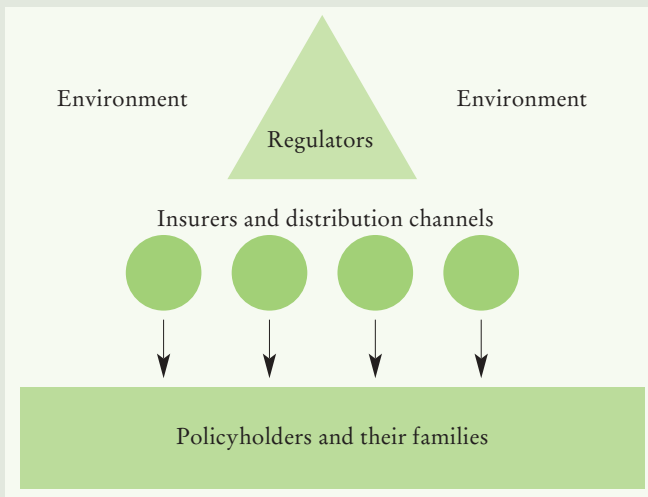 Environment
Environment
Regulators
Insurers and distribution channels
Policyholders and their families